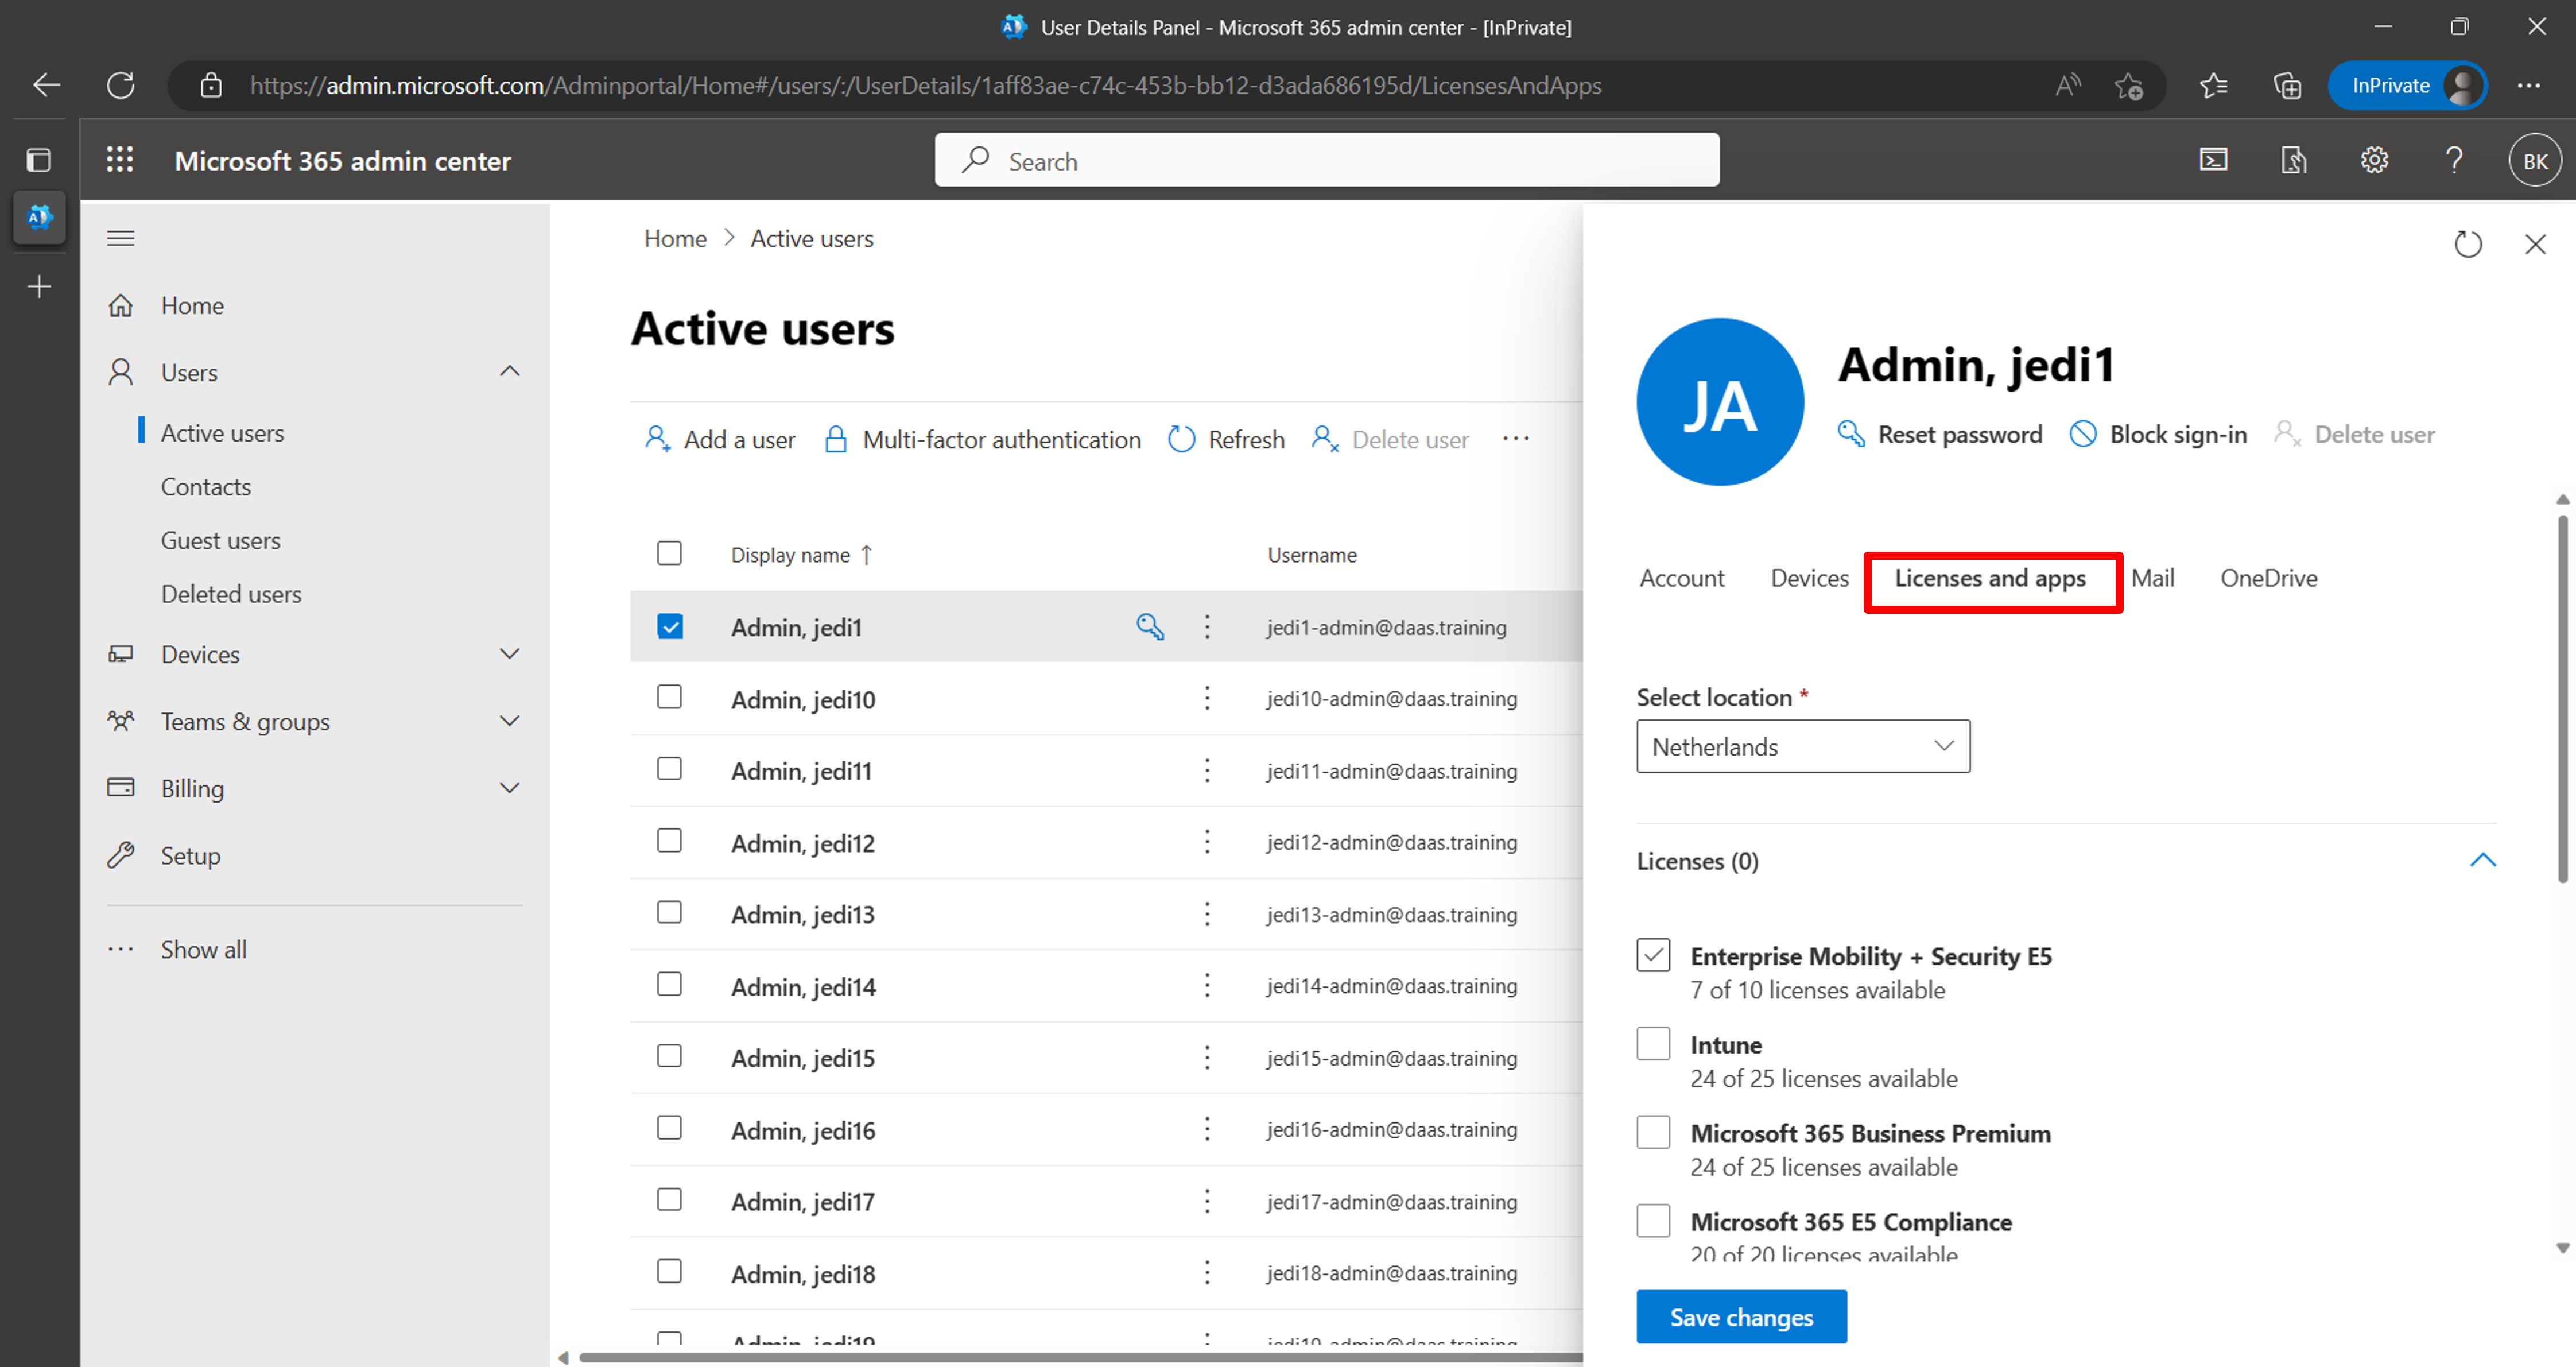 User Details Panel - Microsoft 365 admin center - [InPrivate]
https://admin.microsoft.com/Adminportal/Home#/users/:/UserDetails/1aff83ae-c74c-453b-bb12-d3ada686195d/LicensesAndApps
InPrivate
Microsoft 365 admin center
Search
BK
Home
Users
Active users
Contacts
Guest users
Deleted users
Devices
Teams & groups
Billing
Setup
Show all
Home > Active users
Active users
Add a user Multi-factor authentication Refresh Delete user
Display name ↑ Username
Admin, jedi1 jedi1-admin@daas.training
Admin, jedi10 jedi10-admin@daas.training
Admin, jedi11 jedi11-admin@daas.training
Admin, jedi12 jedi12-admin@daas.training
Admin, jedi13 jedi13-admin@daas.training
Admin, jedi14 jedi14-admin@daas.training
Admin, jedi15 jedi15-admin@daas.training
Admin, jedi16 jedi16-admin@daas.training
Admin, jedi17 jedi17-admin@daas.training
Admin, jedi18 jedi18-admin@daas.training
Admin, jedi19 jedi19-admin@daas.training
JA
Admin, jedi1
Reset password Block sign-in Delete user
Account Devices Licenses and apps Mail OneDrive
Select location *
Netherlands
Licenses (0)
Enterprise Mobility + Security E5
7 of 10 licenses available
Intune
24 of 25 licenses available
Microsoft 365 Business Premium
24 of 25 licenses available
Microsoft 365 E5 Compliance
20 of 20 licenses available
Save changes